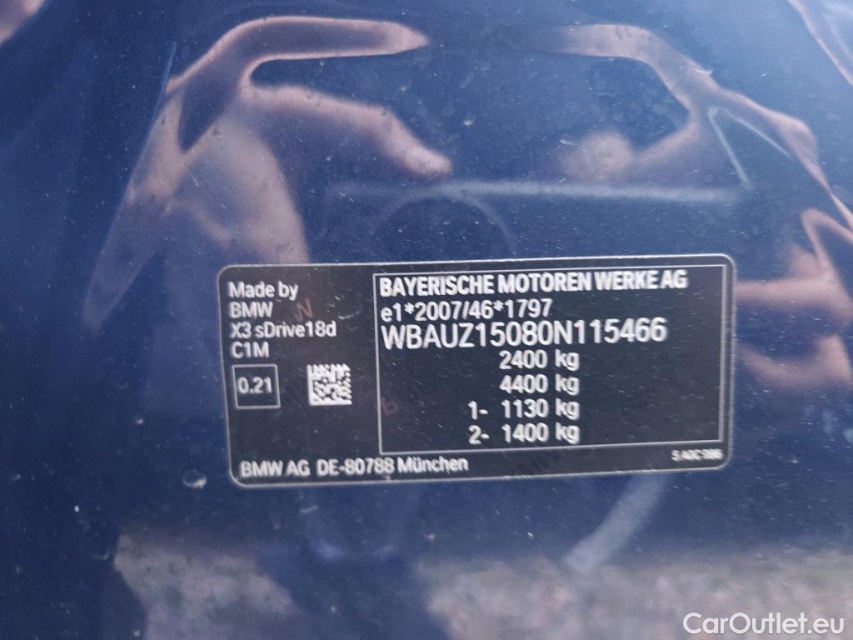 Made by
BMW
X3 sDrive18d
C1M
0.21
BAYERISCHE MOTOREN WERKE AG
e1*2007/46*1797
WBAUZ15080N115466
2400 kg
4400 kg
1- 1130 kg
2- 1400 kg
BMW AG DE-80788 München
CarOutlet.eu